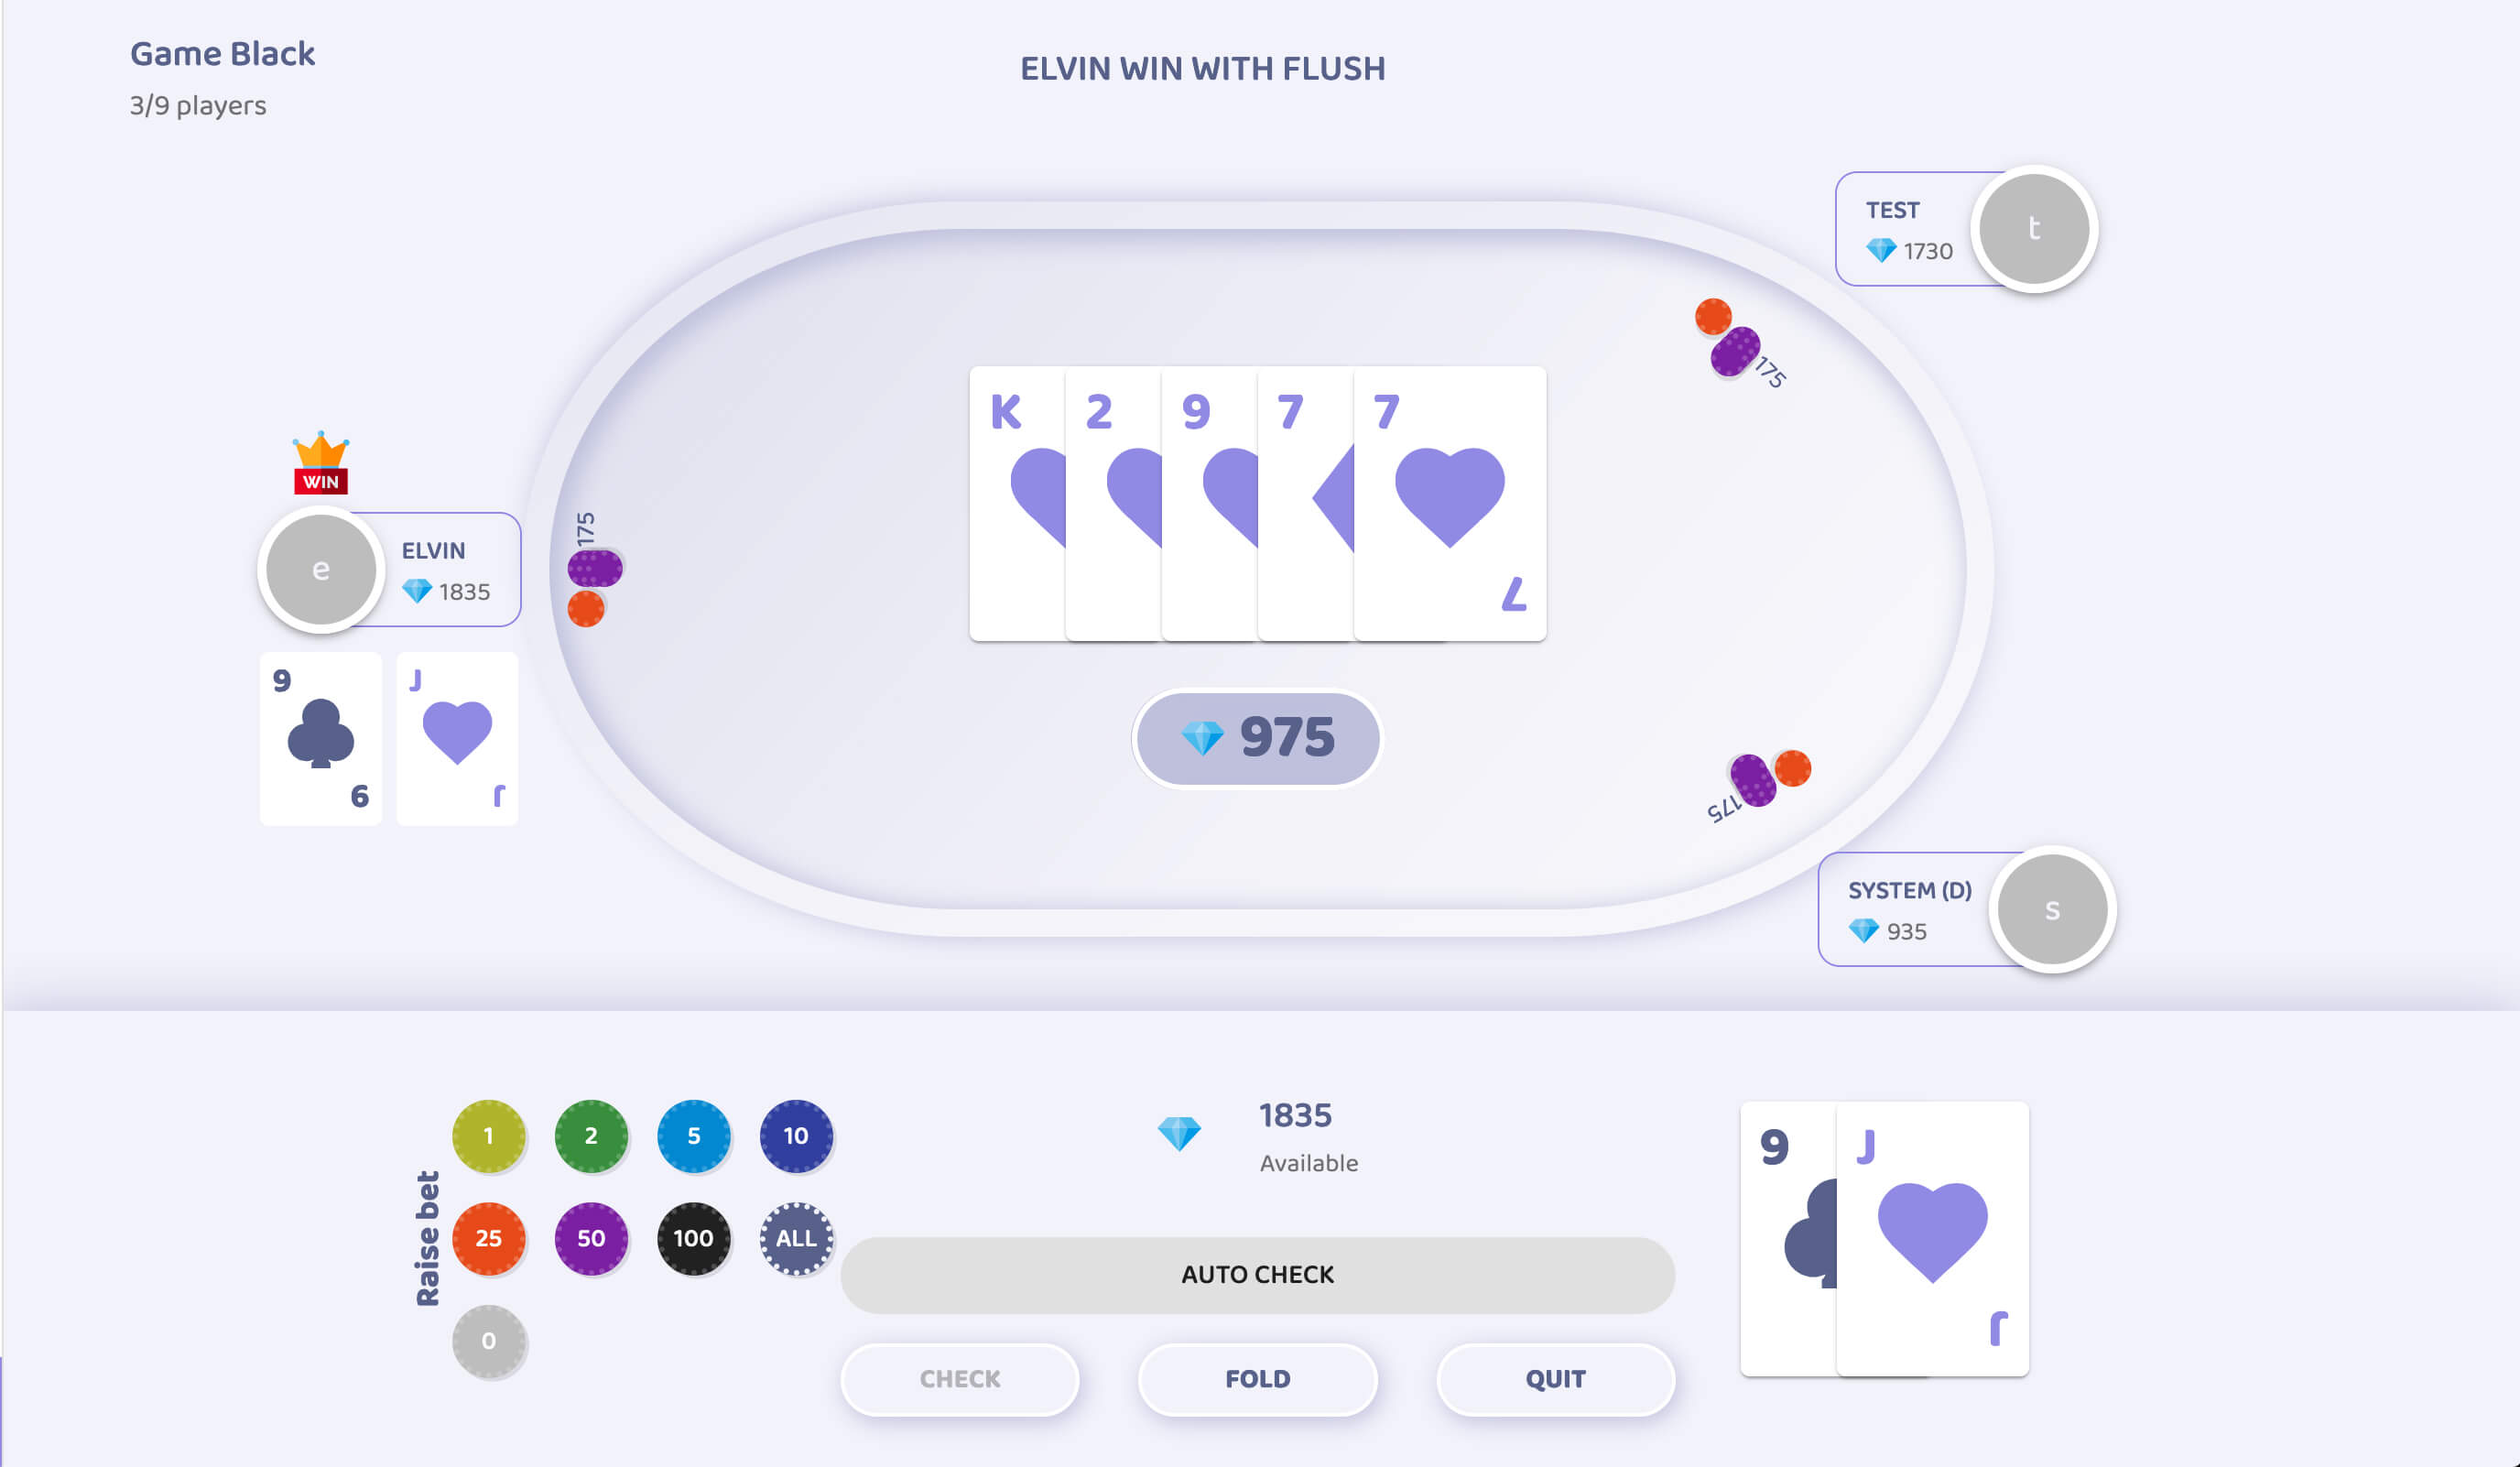 Game Black
3/9 players
ELVIN WIN WITH FLUSH
TEST
1730
t
175
K
2
9
7
7
7
WIN
e
ELVIN
1835
175
9
9
J
J
975
175
SYSTEM (D)
935
s
Raise bet
1
2
5
10
25
50
100
ALL
0
1835
Available
AUTO CHECK
CHECK
FOLD
QUIT
9
J
J